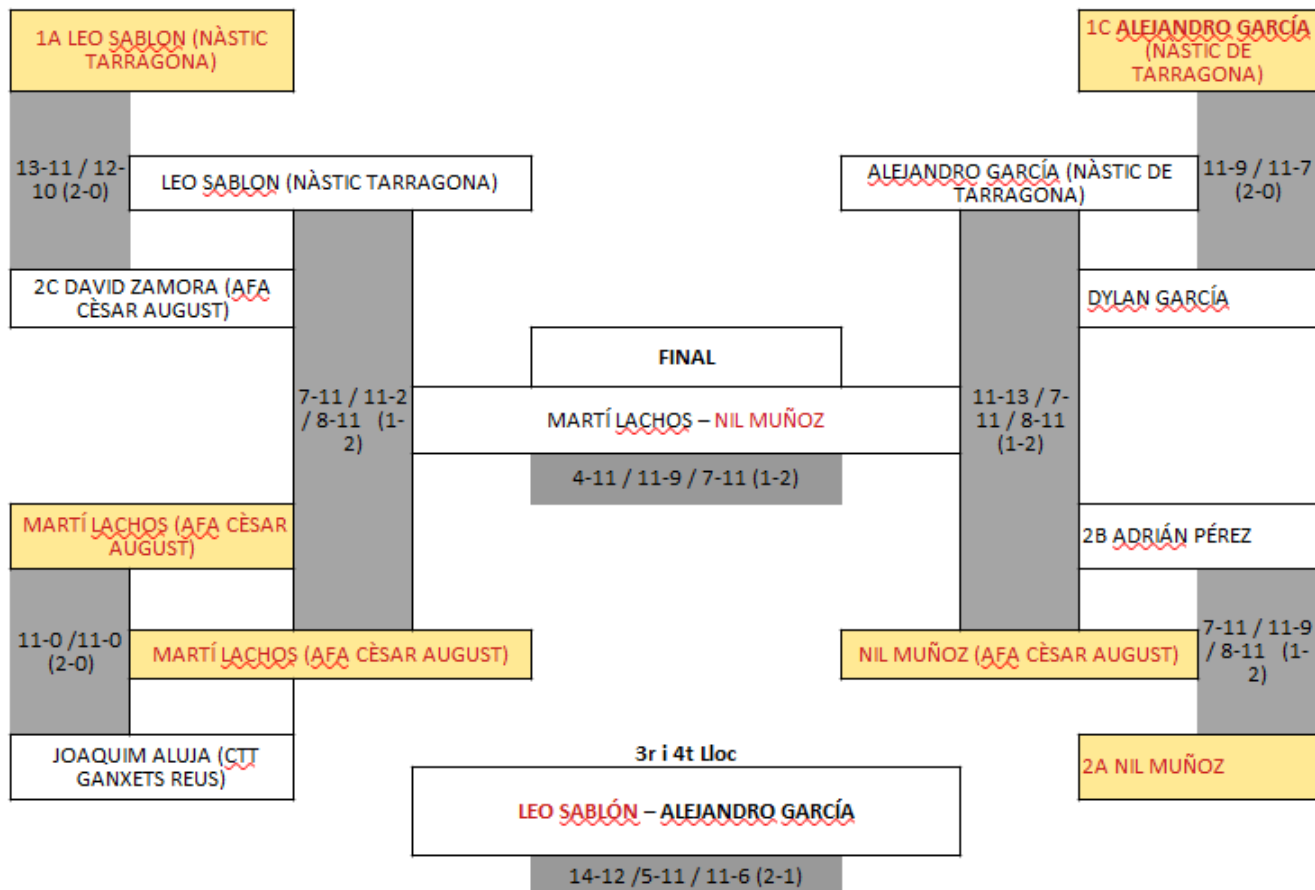 1A LEO SABLON (NÀSTIC
TARRAGONA)
1C ALEJANDRO GARCÍA
(NÀSTIC DE
TARRAGONA)
13-11 / 12-
10 (2-0)
LEO SABLON (NÀSTIC TARRAGONA)
ALEJANDRO GARCÍA (NÀSTIC DE
TARRAGONA)
11-9 / 11-7
(2-0)
2C DAVID ZAMORA (AFA
CÈSAR AUGUST)
DYLAN GARCÍA
FINAL
7-11 / 11-2
/ 8-11 (1-
2)
MARTÍ LACHOS – NIL MUÑOZ
11-13 / 7-
11 / 8-11
(1-2)
4-11 / 11-9 / 7-11 (1-2)
MARTÍ LACHOS (AFA CÈSAR
AUGUST)
2B ADRIÁN PÉREZ
11-0 /11-0
(2-0)
MARTÍ LACHOS (AFA CÈSAR AUGUST)
NIL MUÑOZ (AFA CÈSAR AUGUST)
7-11 / 11-9
/ 8-11 (1-
2)
JOAQUIM ALUJA (CTT
GANXETS REUS)
2A NIL MUÑOZ
3r i 4t Lloc
LEO SABLÓN – ALEJANDRO GARCÍA
14-12 /5-11 / 11-6 (2-1)